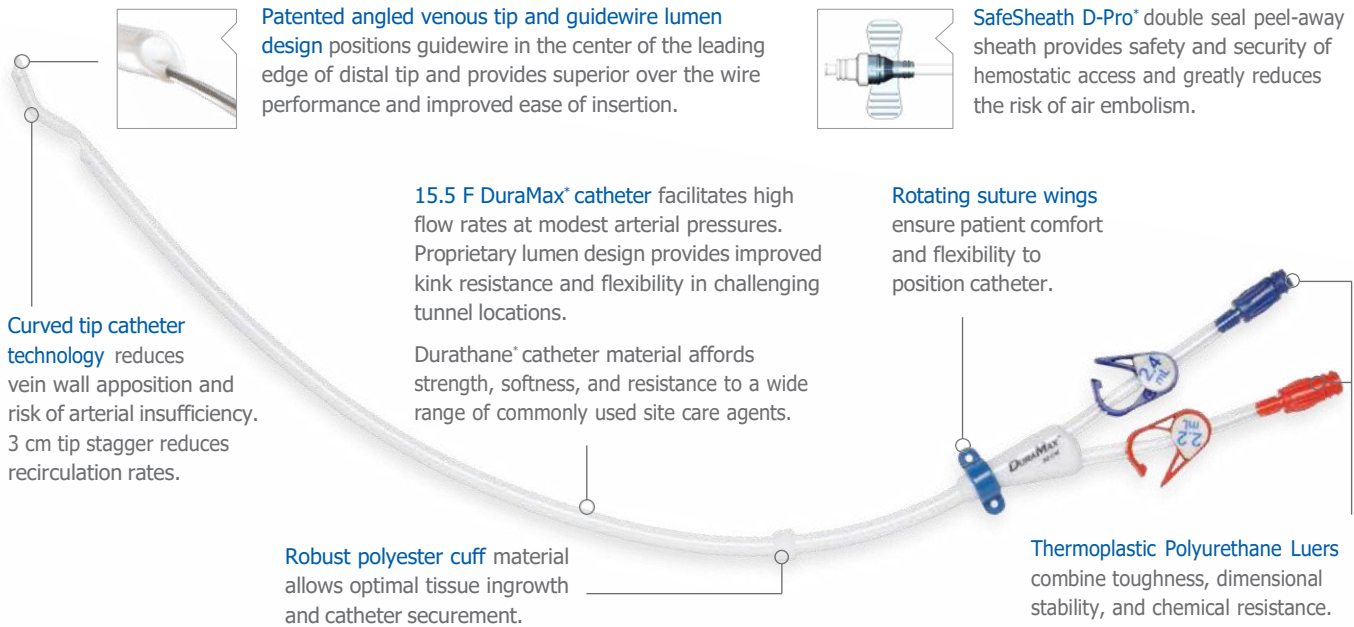 Patented angled venous tip and guidewire lumen
design positions guidewire in the center of the leading
edge of distal tip and provides superior over the wire
performance and improved ease of insertion.
SafeSheath D-Pro* double seal peel-away
sheath provides safety and security of
hemostatic access and greatly reduces
the risk of air embolism.
15.5 F DuraMax* catheter facilitates high
flow rates at modest arterial pressures.
Proprietary lumen design provides improved
kink resistance and flexibility in challenging
tunnel locations.
Durathane* catheter material affords
strength, softness, and resistance to a wide
range of commonly used site care agents.
Rotating suture wings
ensure patient comfort
and flexibility to
position catheter.
Curved tip catheter
technology reduces
vein wall apposition and
risk of arterial insufficiency.
3 cm tip stagger reduces
recirculation rates.
2.4
mL
2.2
mL
DURAMAX
Robust polyester cuff material
allows optimal tissue ingrowth
and catheter securement.
Thermoplastic Polyurethane Luers
combine toughness, dimensional
stability, and chemical resistance.